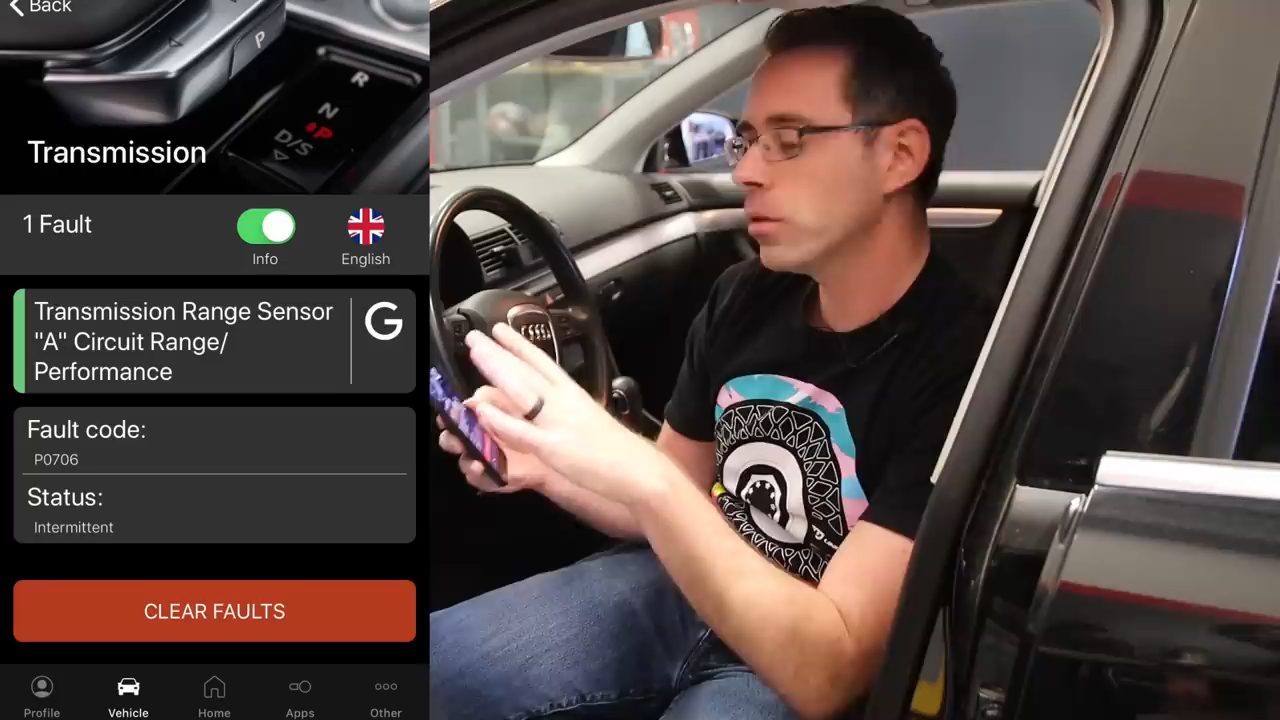 Back
P
R
N
P
D/S
Transmission
1 Fault
Info
English
Transmission Range Sensor
"A" Circuit Range/
Performance
G
Fault code:
P0706
Status:
Intermittent
CLEAR FAULTS
Profile
Vehicle
Home
Apps
Other